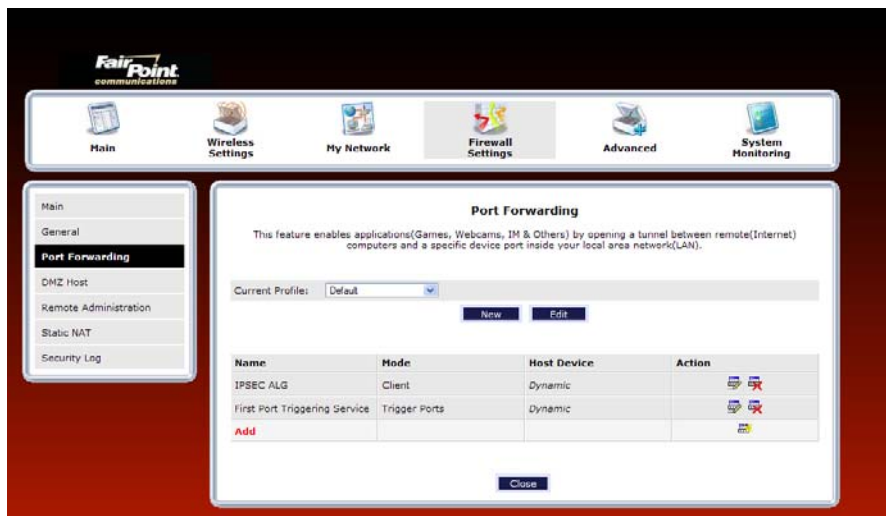 FairPoint
communications
Main
Wireless
Settings
My Network
Firewall
Settings
Advanced
System
Monitoring
Main
General
Port Forwarding
DMZ Host
Remote Administration
Static NAT
Security Log
Port Forwarding
This feature enables applications(Games, Webcams, IM & Others) by opening a tunnel between remote(Internet)
computers and a specific device port inside your local area network(LAN).
Current Profile: Default
New Edit
Name Mode Host Device Action
IPSEC ALG Client Dynamic
First Port Triggering Service Trigger Ports Dynamic
Add
Close